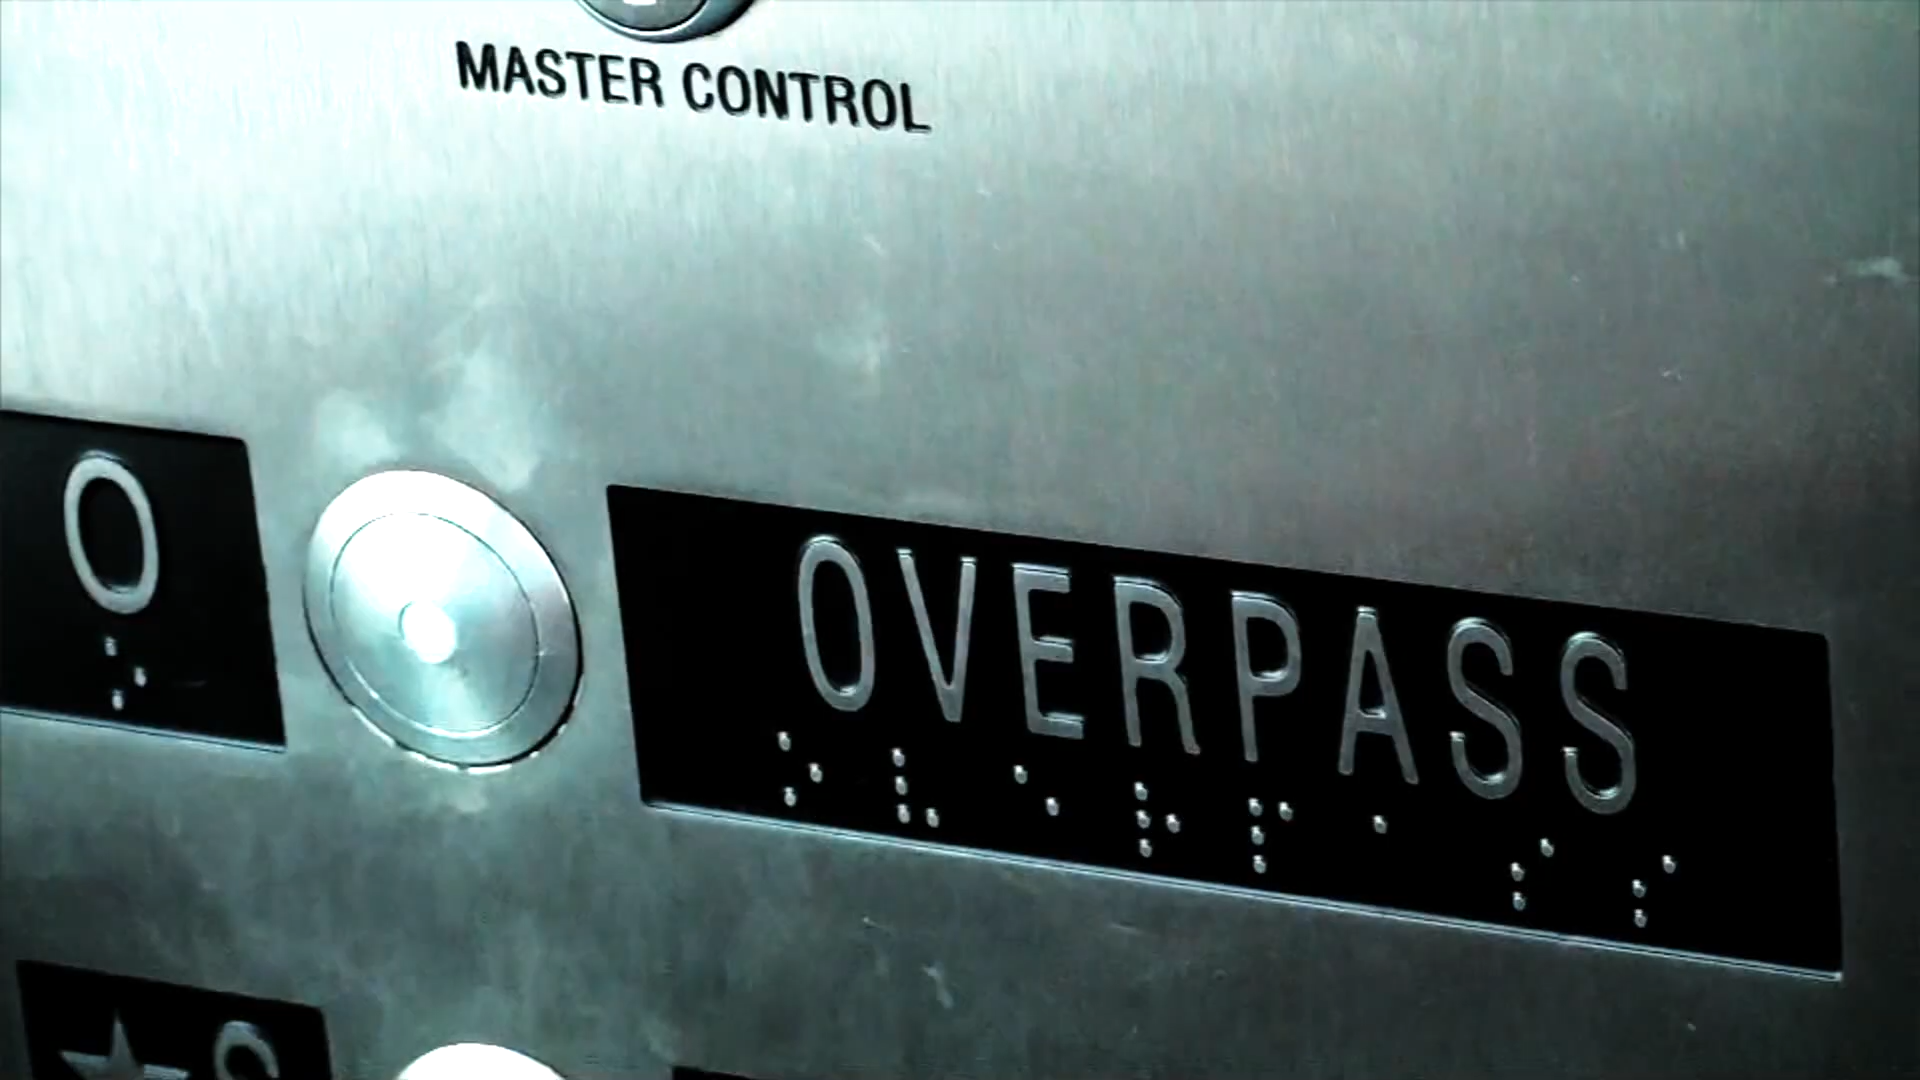 MASTER CONTROL
O
OVERPASS
⠕ ⠧⠑⠗⠏⠁⠎⠎
★S